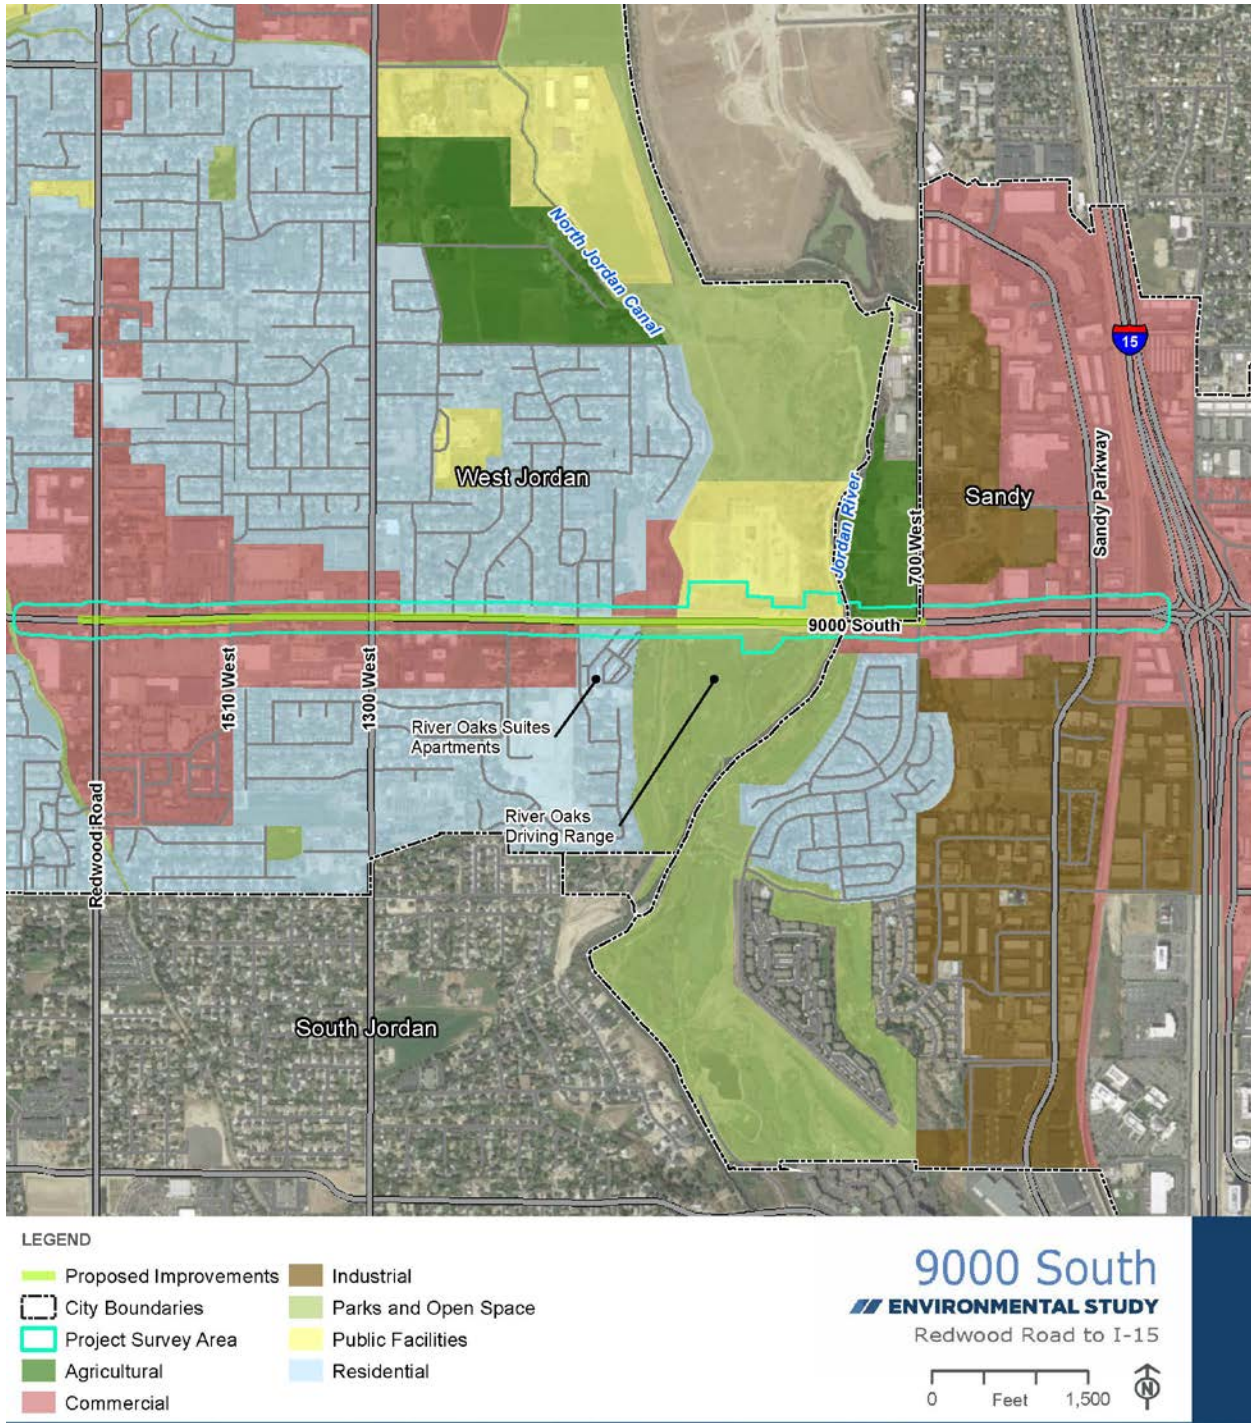 North Jordan Canal
15
West Jordan
Sandy
Sandy Parkway
Jordan River
700 West
9000 South
1510 West
1300 West
River Oaks Suites
Apartments
River Oaks
Driving Range
Redwood Road
South Jordan
LEGEND
Proposed Improvements
City Boundaries
Project Survey Area
Agricultural
Commercial
Industrial
Parks and Open Space
Public Facilities
Residential
9000 South
ENVIRONMENTAL STUDY
Redwood Road to I-15
0 Feet 1,500
N